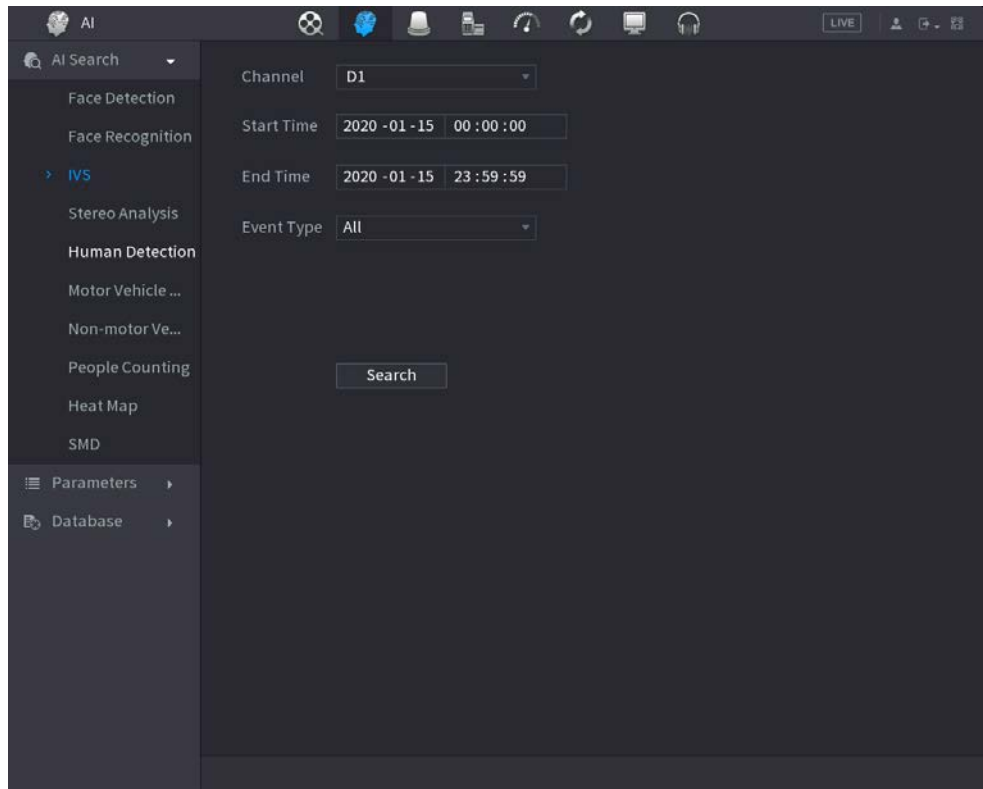 AI
LIVE
AI Search
Face Detection
Face Recognition
IVS
Stereo Analysis
Human Detection
Motor Vehicle ...
Non-motor Ve...
People Counting
Heat Map
SMD
Parameters
Database
Channel D1
Start Time 2020 -01 -15 00 :00 :00
End Time 2020 -01 -15 23 :59 :59
Event Type All
Search